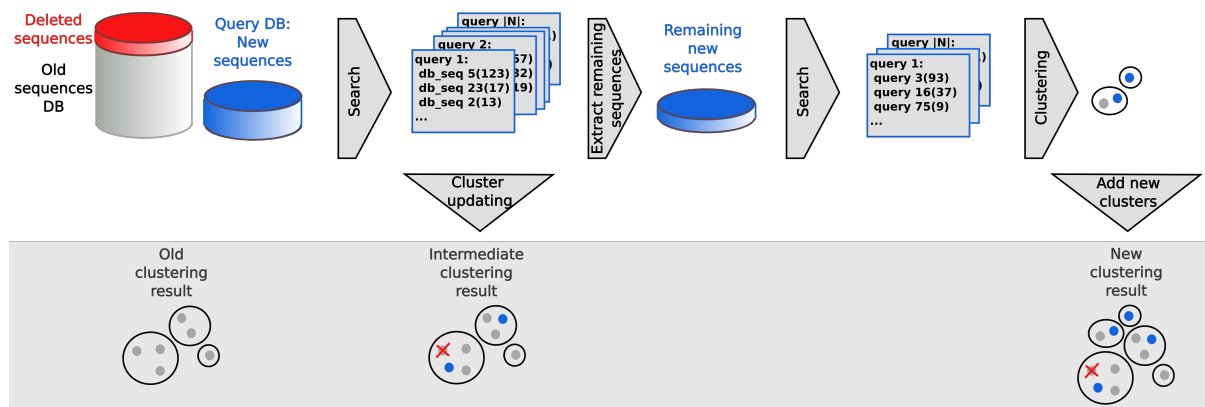 Deleted
sequences
Old
sequences
DB
Query DB:
New
sequences
Search
query |N|:
query 2:
query 1:
db_seq 5(123)
db_seq 23(17)
db_seq 2(13)
...
57)
32)
19)
Cluster
updating
Extract remaining
sequences
Remaining
new
sequences
Search
query |N|:
query 1:
query 3(93)
query 16(37)
query 75(9)
...
Clustering
Add new
clusters
Old
clustering
result
Intermediate
clustering
result
New
clustering
result